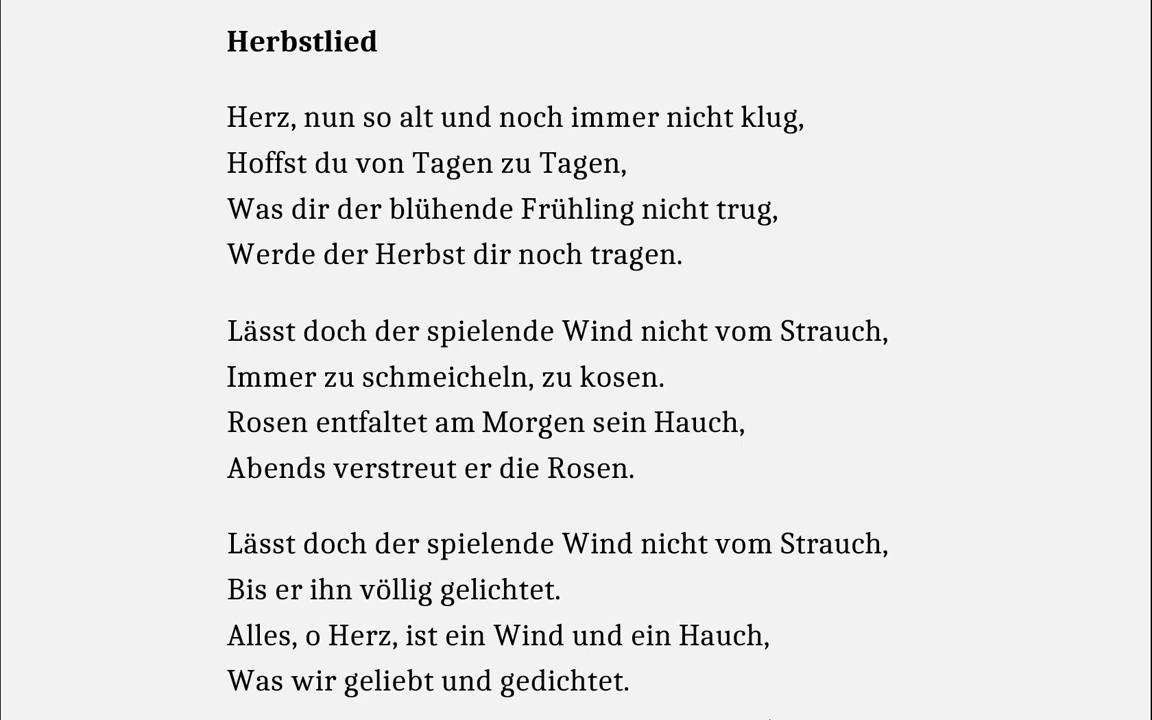 Herbstlied
Herz, nun so alt und noch immer nicht klug,
Hoffst du von Tagen zu Tagen,
Was dir der blühende Frühling nicht trug,
Werde der Herbst dir noch tragen.
Lässt doch der spielende Wind nicht vom Strauch,
Immer zu schmeicheln, zu kosen.
Rosen entfaltet am Morgen sein Hauch,
Abends verstreut er die Rosen.
Lässt doch der spielende Wind nicht vom Strauch,
Bis er ihn völlig gelichtet.
Alles, o Herz, ist ein Wind und ein Hauch,
Was wir geliebt und gedichtet.